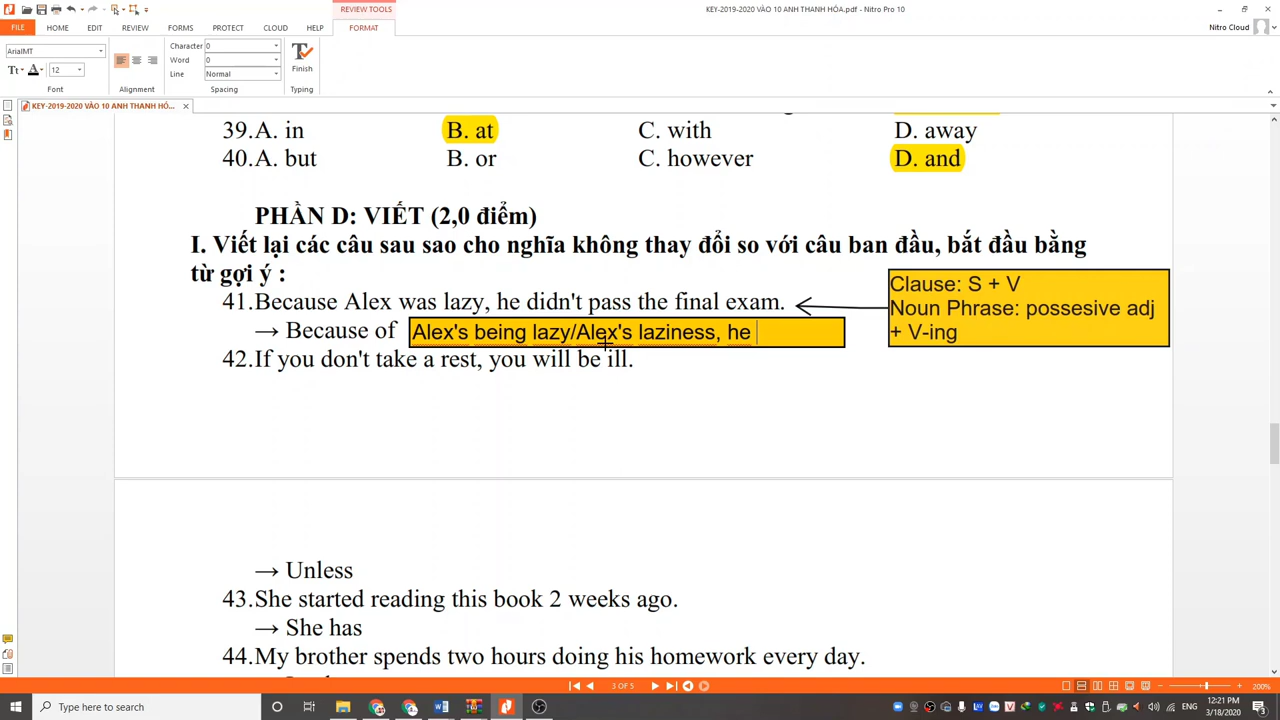 REVIEW TOOLS
KEY-2019-2020 VÀO 10 ANH THANH HÓA.pdf - Nitro Pro 10
FILE HOME EDIT REVIEW FORMS PROTECT CLOUD HELP FORMAT
Nitro Cloud
ArialMT
12
Character 0
Word 0
Line Normal
Finish
Font Alignment Spacing Typing
KEY-2019-2020 VÀO 10 ANH THANH HÓ...
39.A. in B. at C. with D. away
40.A. but B. or C. however D. and
PHẦN D: VIẾT (2,0 điểm)
I. Viết lại các câu sau sao cho nghĩa không thay đổi so với câu ban đầu, bắt đầu bằng
từ gợi ý :
41.Because Alex was lazy, he didn't pass the final exam.
→ Because of Alex's being lazy/Alex's laziness, he
Clause: S + V
Noun Phrase: possesive adj
+ V-ing
42.If you don't take a rest, you will be ill.
→ Unless
43.She started reading this book 2 weeks ago.
→ She has
44.My brother spends two hours doing his homework every day.
3 OF 5
200%
Type here to search
12:21 PM
3/18/2020